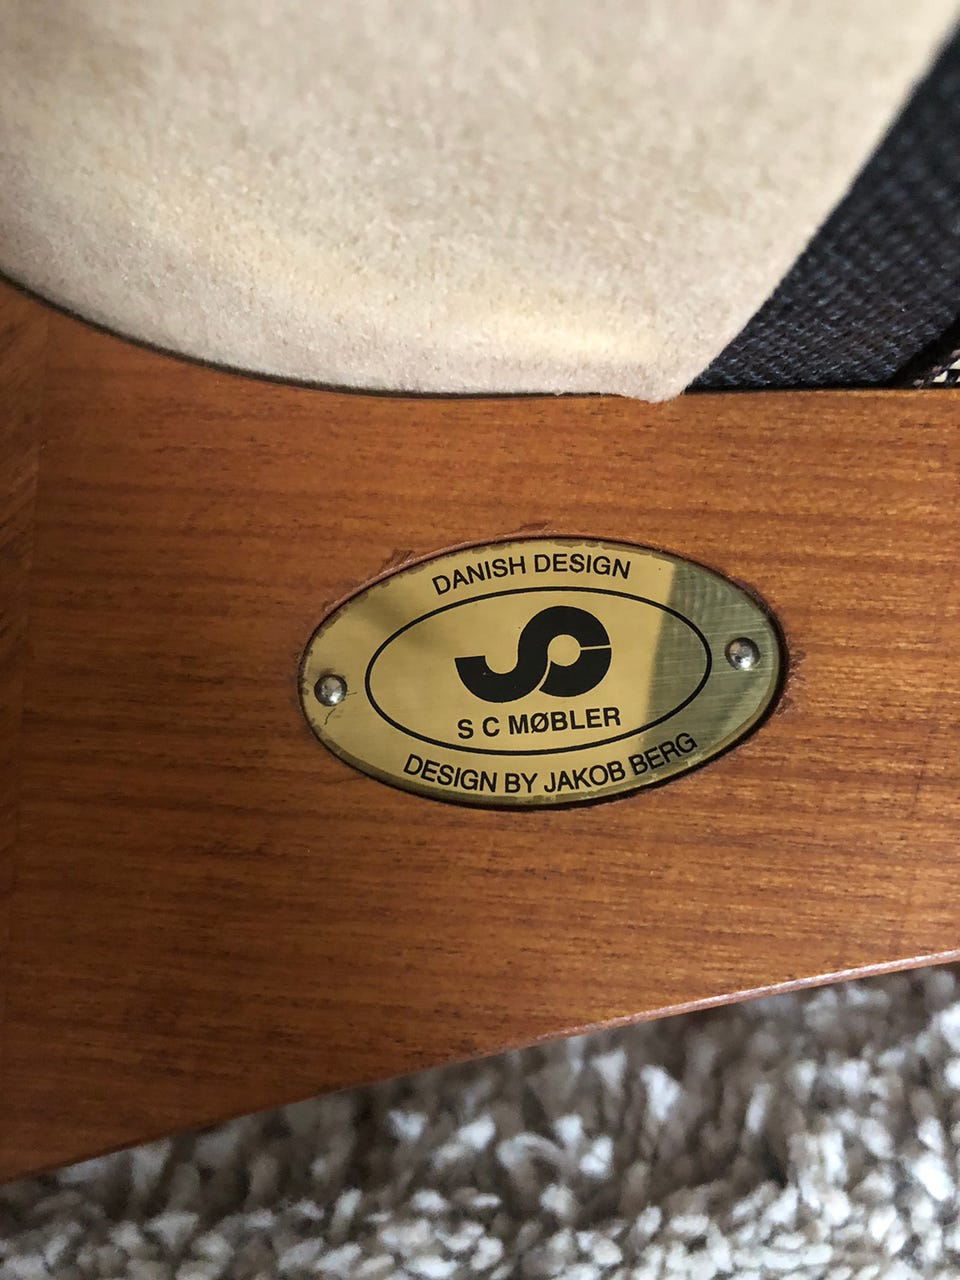 DANISH DESIGN
S C MØBLER
DESIGN BY JAKOB BERG